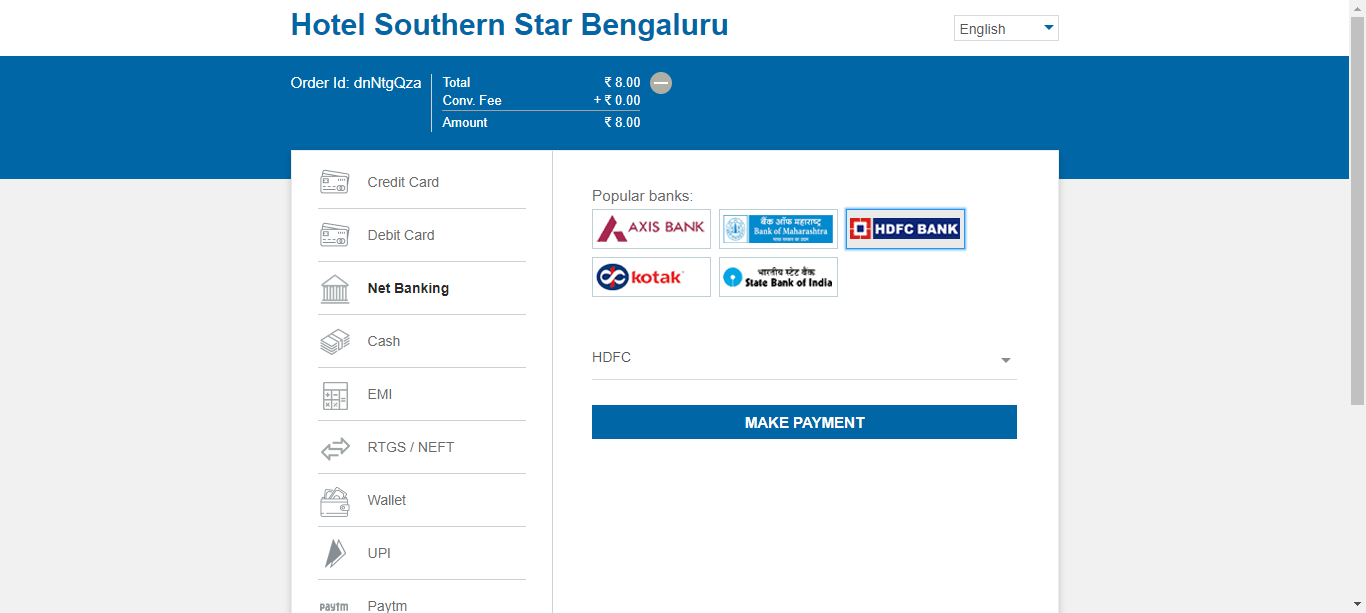 Hotel Southern Star Bengaluru
English
Order Id: dnNtgQza
Total ₹ 8.00
Conv. Fee + ₹ 0.00
Amount ₹ 8.00
Credit Card
Debit Card
Net Banking
Cash
EMI
RTGS / NEFT
Wallet
UPI
paytm Paytm
Popular banks:
AXIS BANK
बैंक ऑफ महाराष्ट्र
Bank of Maharashtra
HDFC BANK
kotak
भारतीय स्टेट बैंक
State Bank of India
HDFC
MAKE PAYMENT